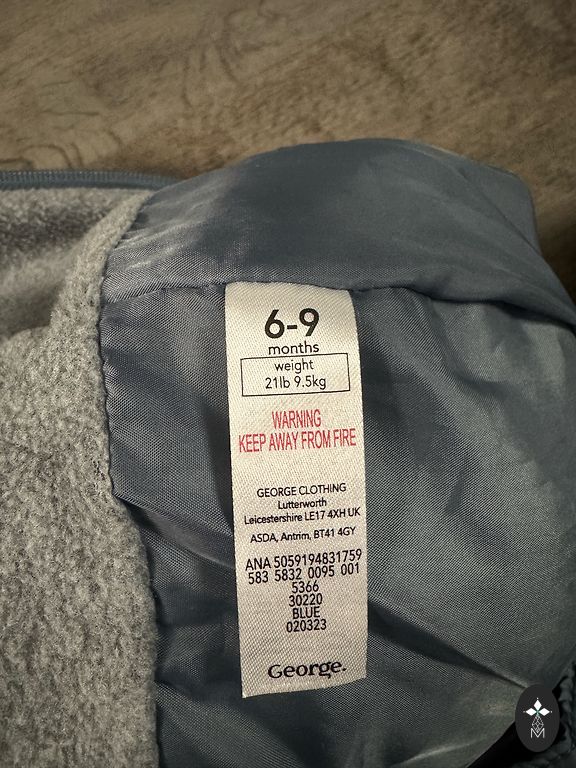 6-9
months
weight
21lb 9.5kg
WARNING
KEEP AWAY FROM FIRE
GEORGE CLOTHING
Lutterworth
Leicestershire LE17 4XH UK
ASDA, Antrim, BT41 4GY
ANA 5059194831759
583 5832 0095 001
5366
30220
BLUE
020323
George.
M